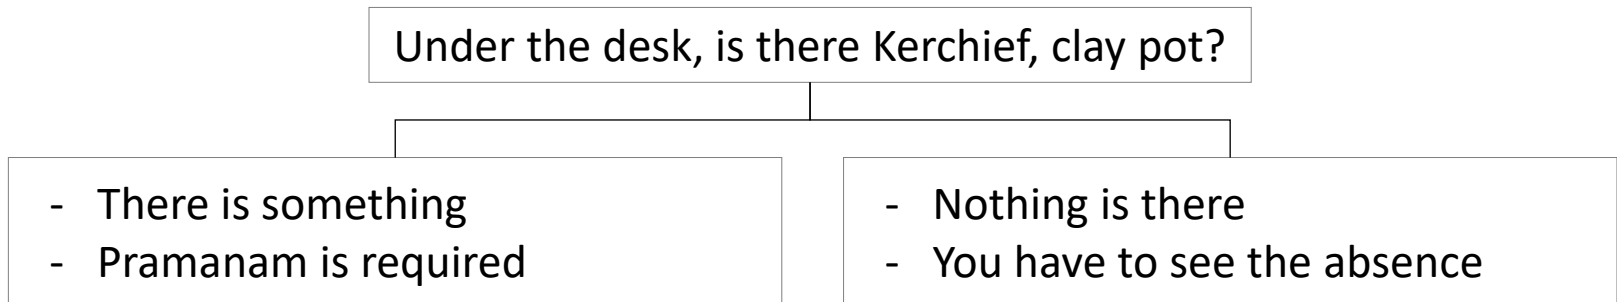 Under the desk, is there Kerchief, clay pot?
- There is something
- Pramanam is required
- Nothing is there
- You have to see the absence